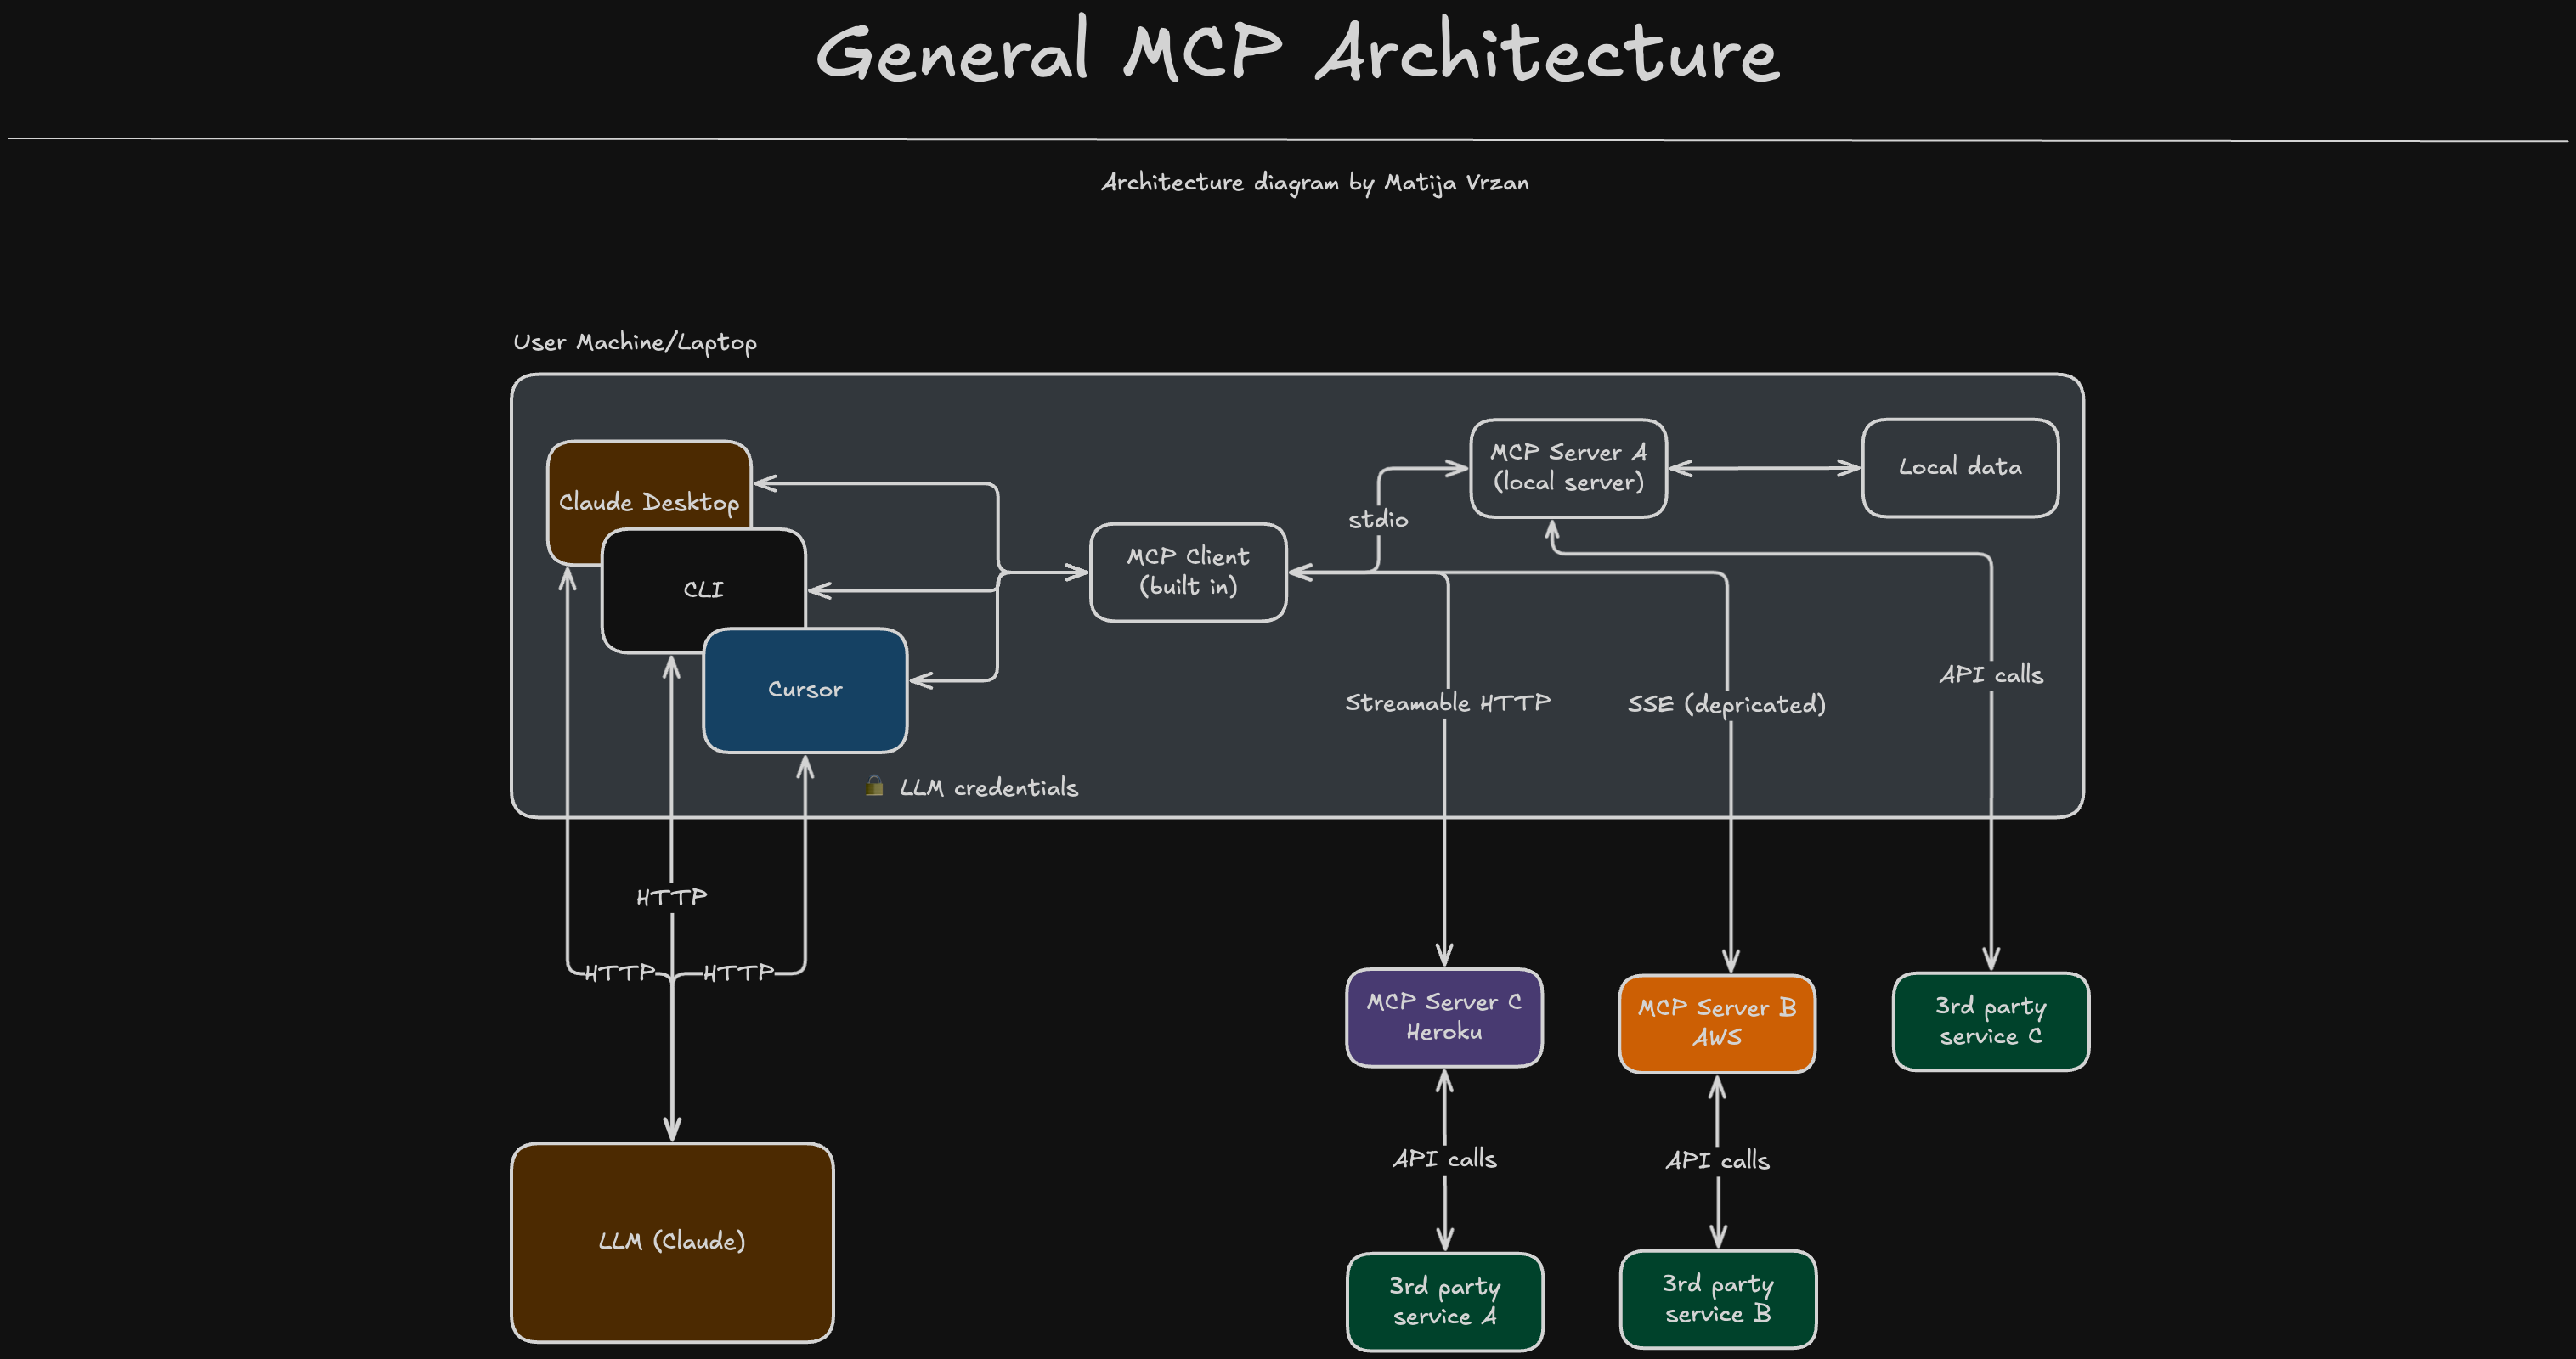 General MCP Architecture
Architecture diagram by Matija Vrzan
User Machine/Laptop
Claude Desktop
CLI
Cursor
LLM credentials
MCP Client
(built in)
stdio
MCP Server A
(local server)
Local data
Streamable HTTP
SSE (depricated)
API calls
HTTP
HTTP
HTTP
LLM (Claude)
MCP Server C
Heroku
MCP Server B
AWS
3rd party
service C
API calls
API calls
3rd party
service A
3rd party
service B